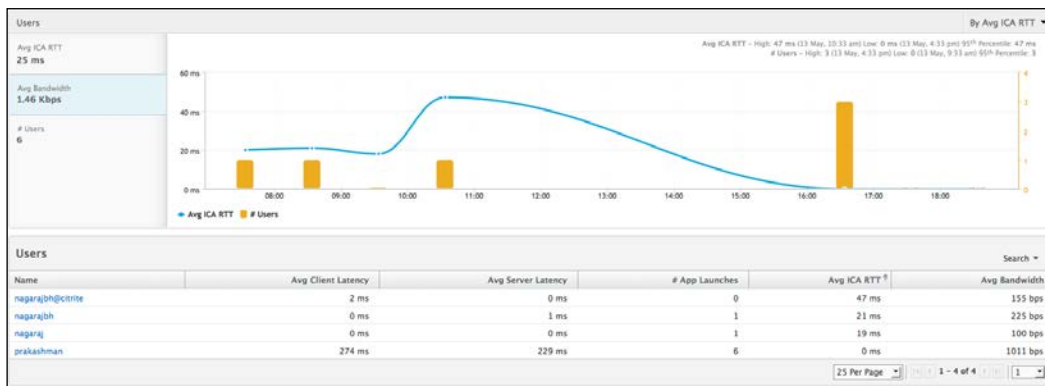 Users
By Avg ICA RTT
Avg ICA RTT
25 ms
Avg Bandwidth
1.46 Kbps
# Users
6
Avg ICA RTT - High: 47 ms (13 May, 10:33 am) Low: 0 ms (13 May, 4:33 pm) 95th Percentile: 47 ms
# Users - High: 3 (13 May, 4:33 pm) Low: 0 (13 May, 9:33 am) 95th Percentile: 3
60 ms
40 ms
20 ms
0 ms
4
3
2
1
0
08:00 09:00 10:00 11:00 12:00 13:00 14:00 15:00 16:00 17:00 18:00
Avg ICA RTT # Users
Users
Search
Name Avg Client Latency Avg Server Latency # App Launches Avg ICA RTT Avg Bandwidth
nagarajbh@citrite 2 ms 0 ms 0 47 ms 155 bps
nagarajbh 0 ms 1 ms 1 21 ms 225 bps
nagaraj 0 ms 0 ms 1 19 ms 100 bps
prakashman 274 ms 229 ms 6 0 ms 1011 bps
25 Per Page 1 - 4 of 4 1